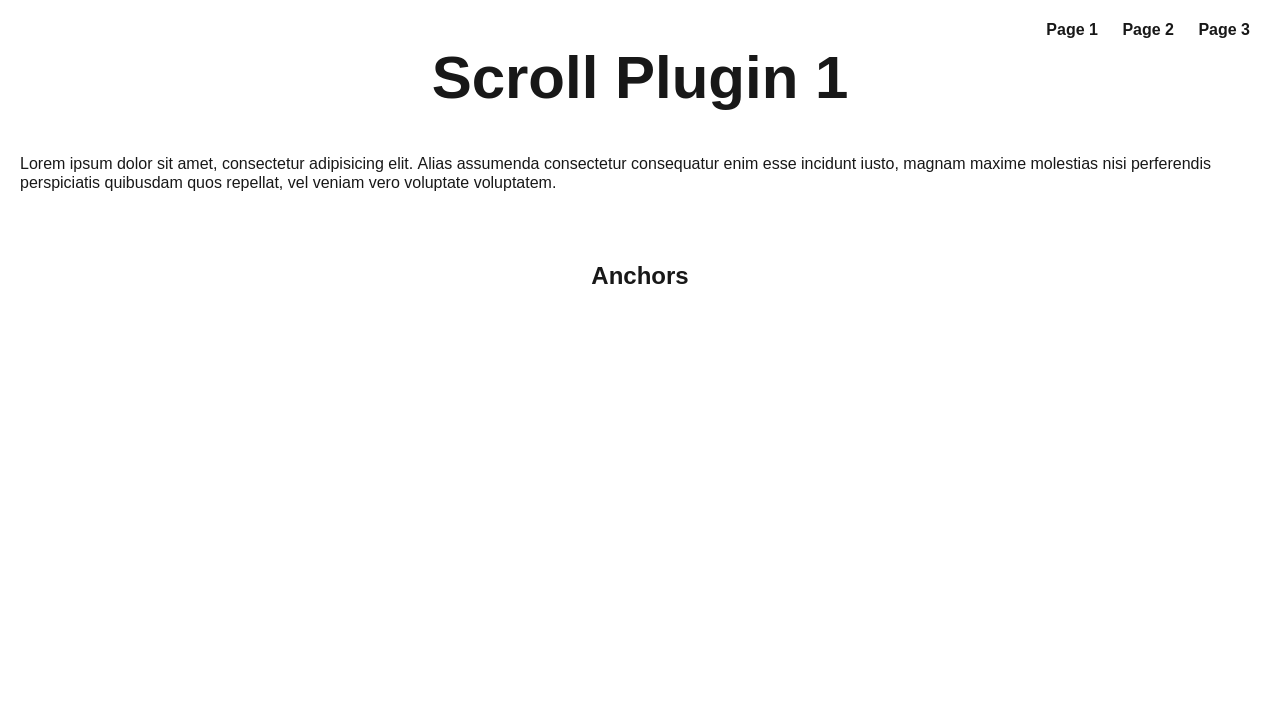 Page 1 Page 2 Page 3
Scroll Plugin 1
Lorem ipsum dolor sit amet, consectetur adipisicing elit. Alias assumenda consectetur consequatur enim esse incidunt iusto, magnam maxime molestias nisi perferendis
perspiciatis quibusdam quos repellat, vel veniam vero voluptate voluptatem.
Anchors